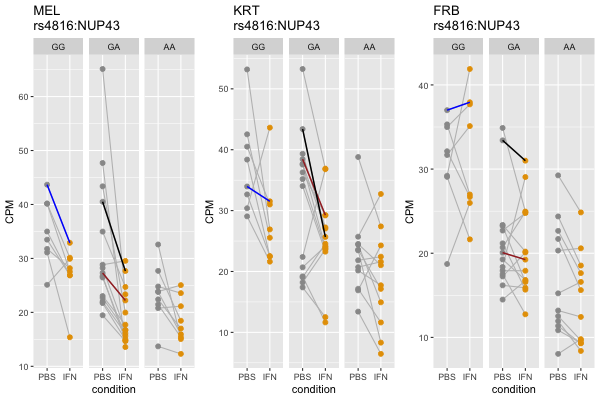 MEL
rs4816:NUP43
GG GA AA
CPM
60
50
40
30
20
10
PBS IFN PBS IFN PBS IFN
condition
KRT
rs4816:NUP43
GG GA AA
CPM
50
40
30
20
10
PBS IFN PBS IFN PBS IFN
condition
FRB
rs4816:NUP43
GG GA AA
CPM
40
30
20
10
PBS IFN PBS IFN PBS IFN
condition